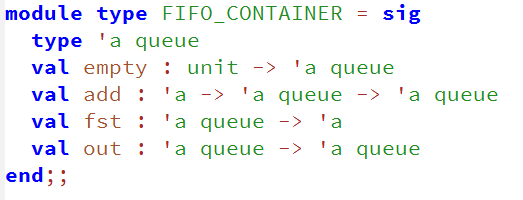 module type FIFO_CONTAINER = sig
  type 'a queue
  val empty : unit -> 'a queue
  val add : 'a -> 'a queue -> 'a queue
  val fst : 'a queue -> 'a
  val out : 'a queue -> 'a queue
end;;